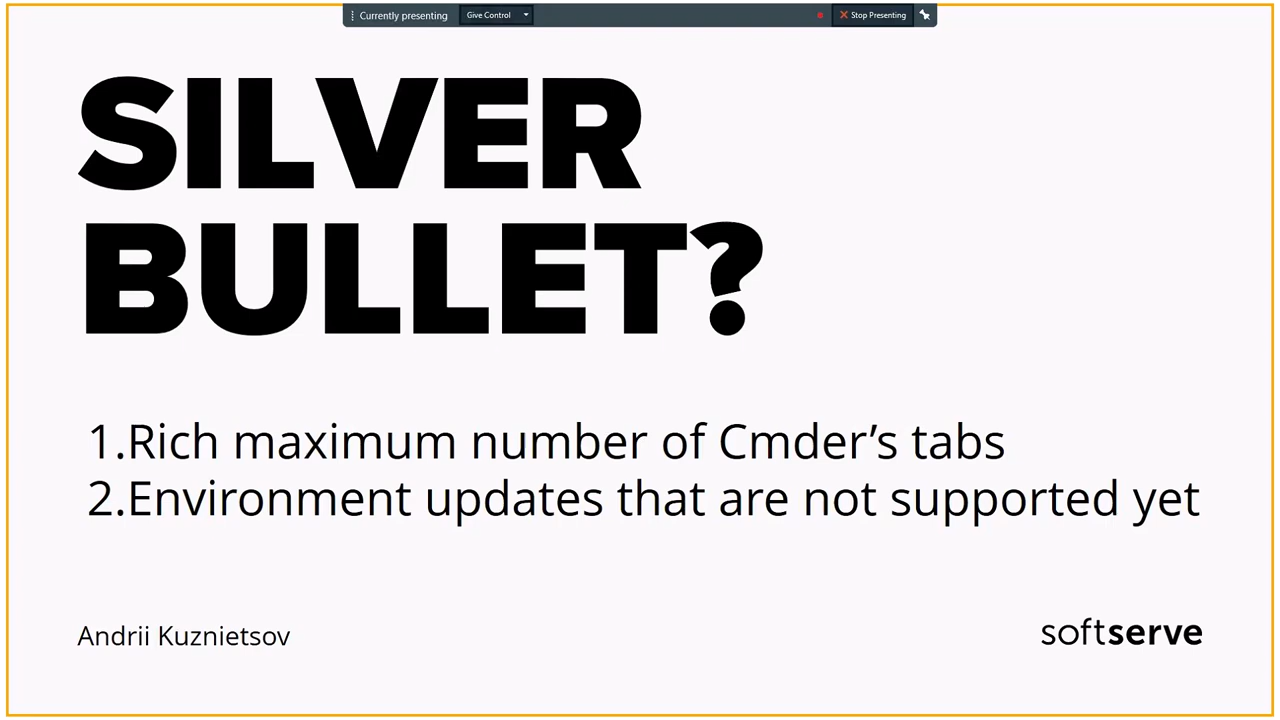 Currently presenting Give Control Stop Presenting
SILVER
BULLET?
1.Rich maximum number of Cmder’s tabs
2.Environment updates that are not supported yet
Andrii Kuznietsov
softserve